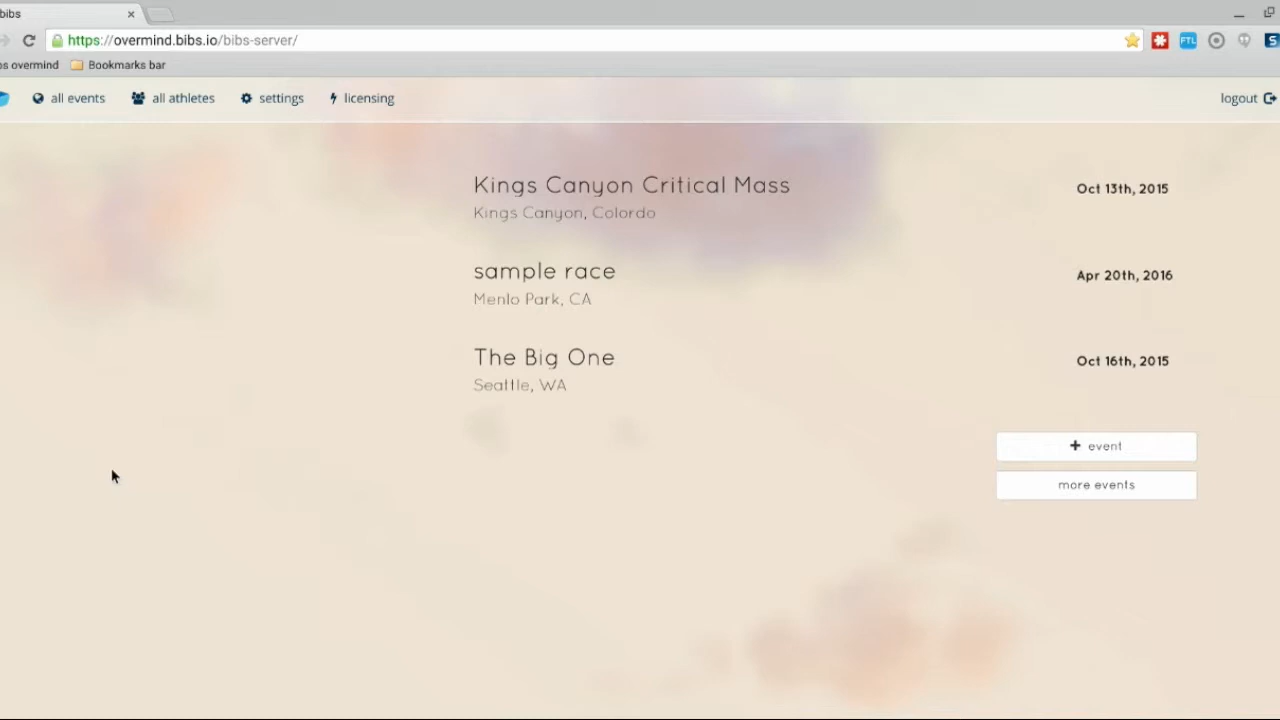 bibs
https://overmind.bibs.io/bibs-server/
FTL
S
s overmind Bookmarks bar
all events all athletes settings licensing logout
Kings Canyon Critical Mass Oct 13th, 2015
Kings Canyon, Colordo
sample race Apr 20th, 2016
Menlo Park, CA
The Big One Oct 16th, 2015
Seattle, WA
+ event
more events